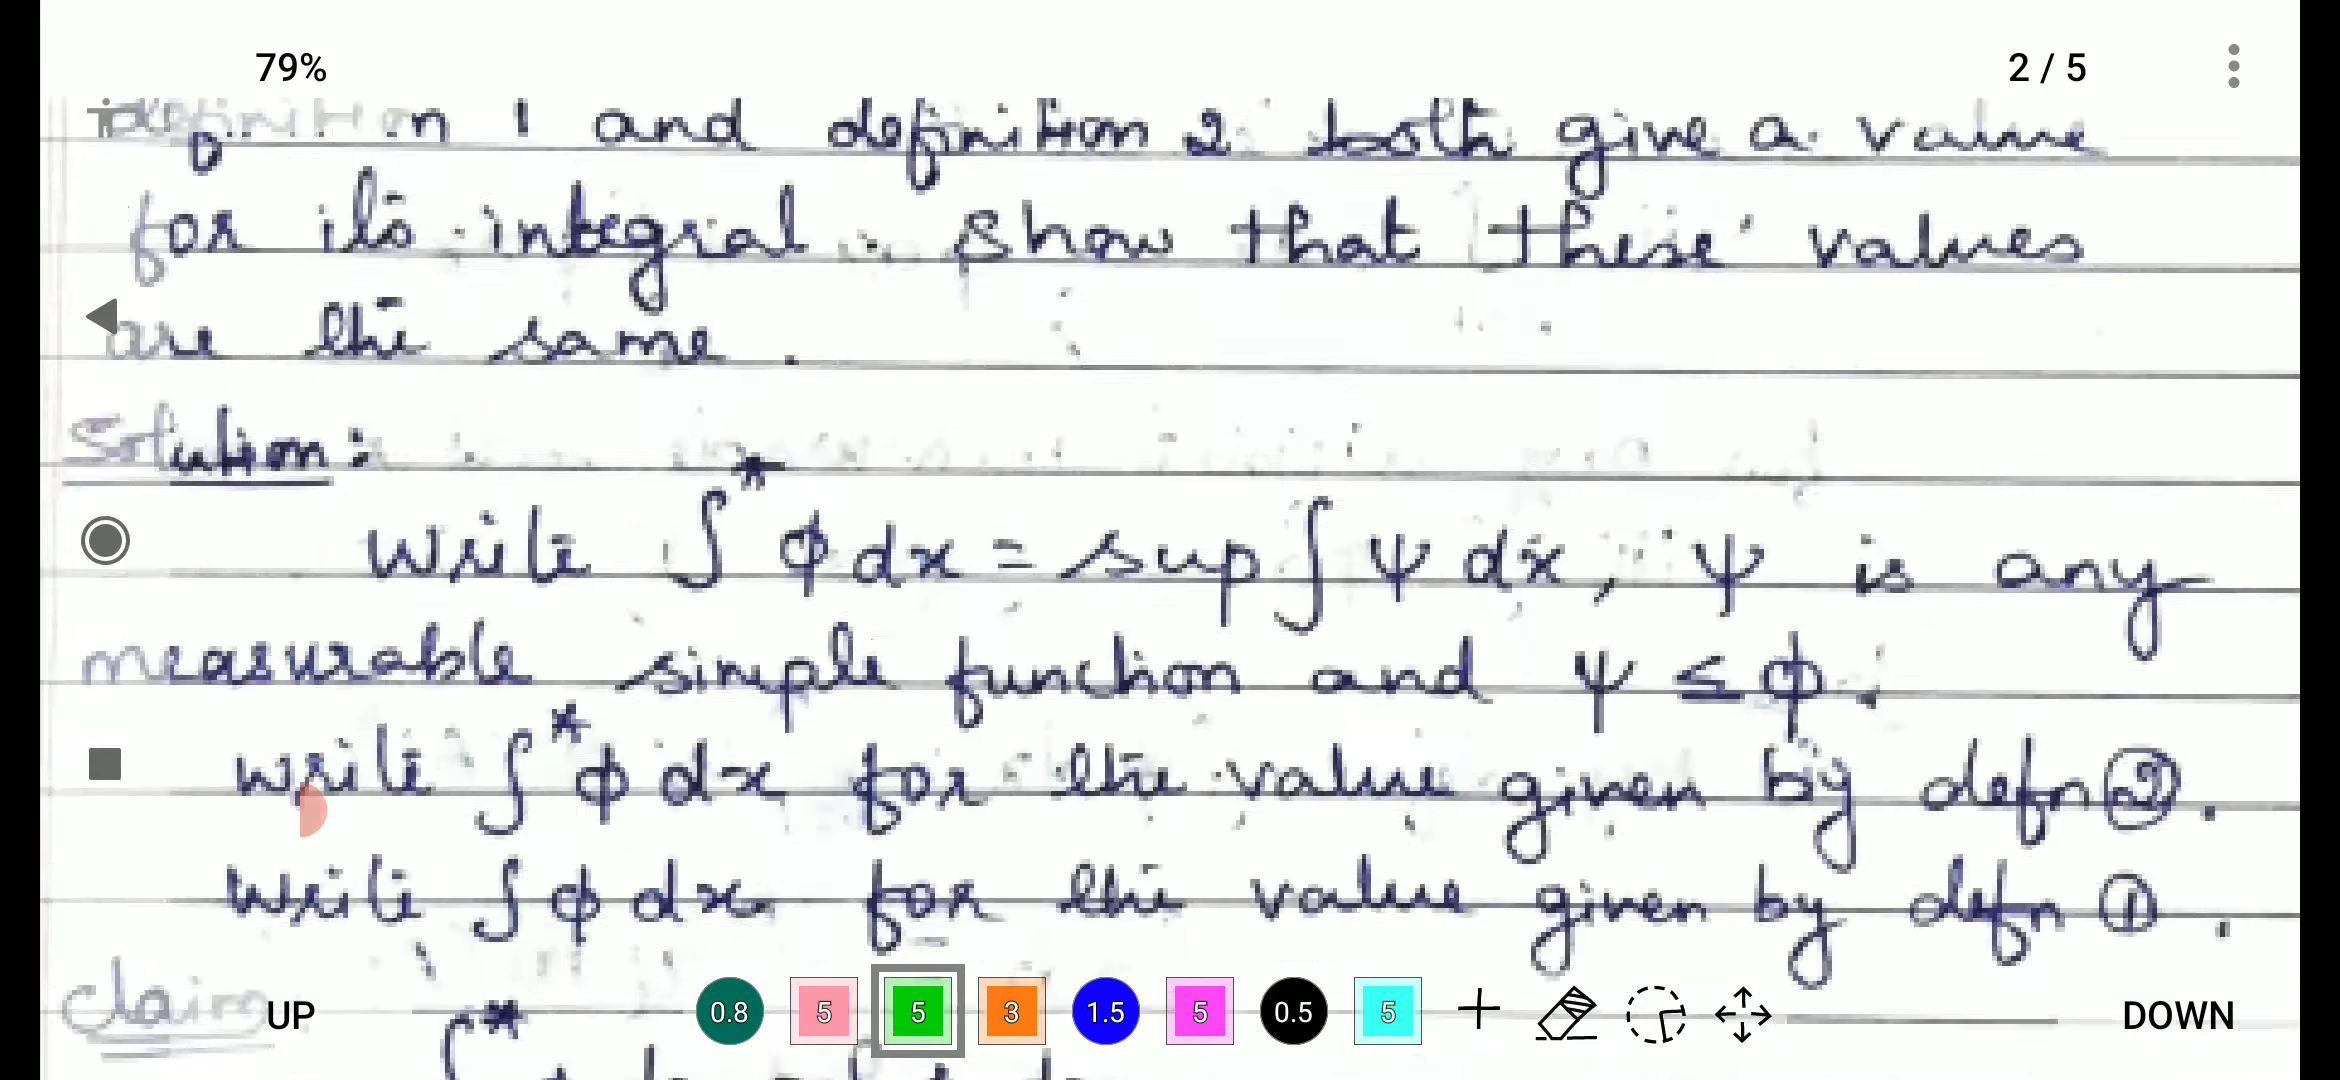 79%
2 / 5
definition 1 and definition 2 both give a value
for its integral. Show that these values
are the same.
Solution:
Write ∫* ϕ dx = sup ∫ ψ dx, ψ is any
measurable simple function and ψ ≤ ϕ.
Write ∫* ϕ dx for the value given by defn ②.
Write ∫ ϕ dx for the value given by defn ①.
Claim
UP
0.8
5
5
3
1.5
5
0.5
5
DOWN